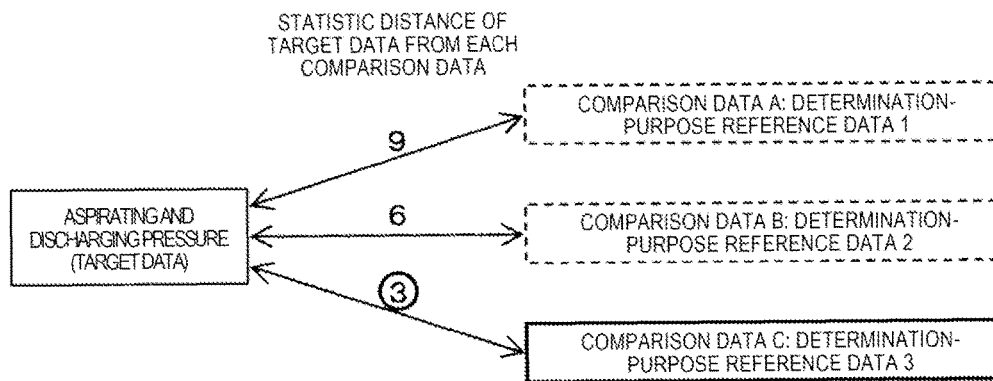 STATISTIC DISTANCE OF
TARGET DATA FROM EACH
COMPARISON DATA
COMPARISON DATA A: DETERMINATION-
PURPOSE REFERENCE DATA 1
9
ASPIRATING AND
DISCHARGING PRESSURE
(TARGET DATA)
6
COMPARISON DATA B: DETERMINATION-
PURPOSE REFERENCE DATA 2
3
COMPARISON DATA C: DETERMINATION-
PURPOSE REFERENCE DATA 3